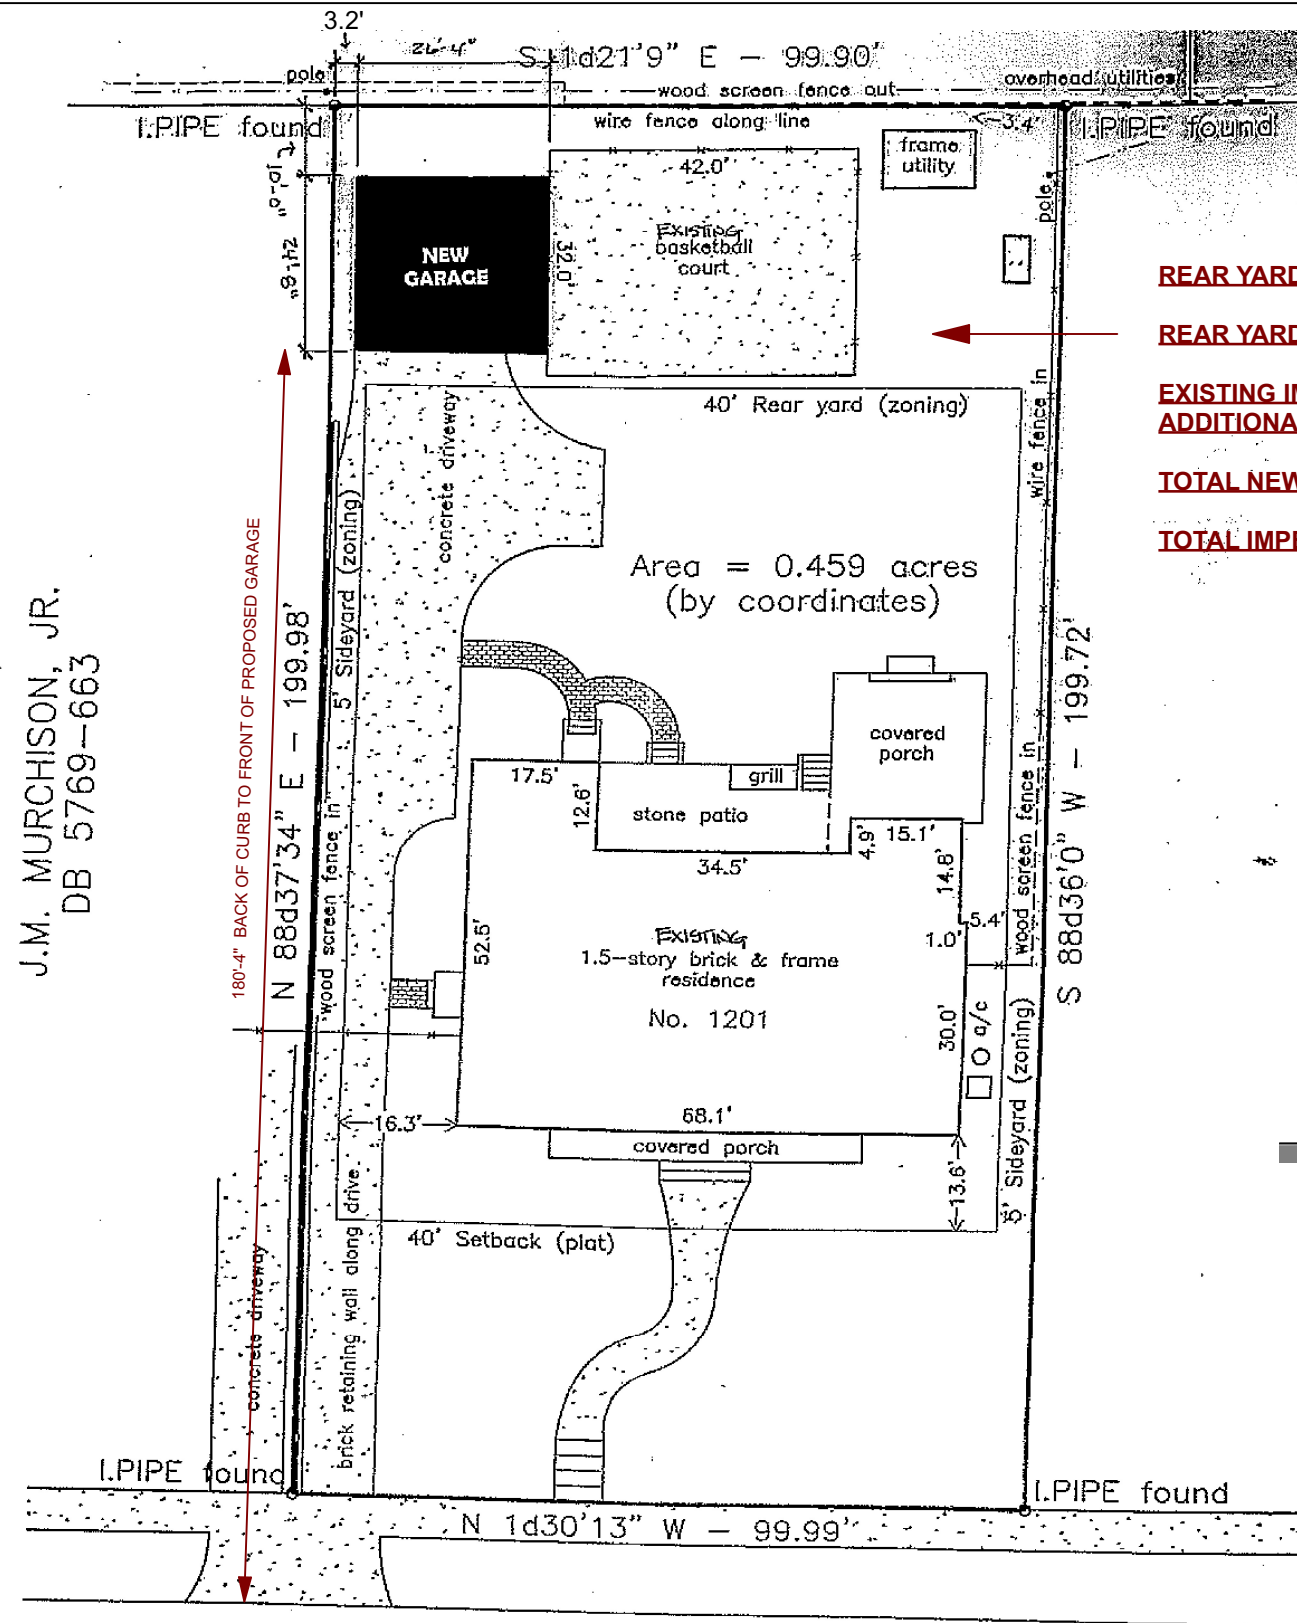 3.2'
26'-4"
S 1d21'9" E - 99.90'
pole
overhead utilities
wood screen fence out
I.PIPE found
wire fence along line
3.4'
I.PIPE found
10'-0"
24'-8"
NEW
GARAGE
42.0'
32.0'
EXISTING
basketball
court
frame
utility
pole
REAR YARD
REAR YARD
EXISTING IM
ADDITIONA
TOTAL NEW
TOTAL IMPE
40' Rear yard (zoning)
wire fence in
concrete driveway
5' Sideyard (zoning)
Area = 0.459 acres
(by coordinates)
180'-4" BACK OF CURB TO FRONT OF PROPOSED GARAGE
N 88d37'34" E - 199.98'
wood screen fence in
J.M. MURCHISON, JR.
DB 5769-663
S 88d36'0" W - 199.72'
covered
porch
grill
17.5'
12.6'
stone patio
34.5'
4.9'
15.1'
14.8'
wood screen fence in
5.4'
1.0'
52.5'
EXISTING
1.5-story brick & frame
residence
No. 1201
30.0'
a/c
5' Sideyard (zoning)
16.3'
68.1'
covered porch
13.6'
40' Setback (plat)
concrete driveway
brick retaining wall along drive
I.PIPE found
I.PIPE found
N 1d30'13" W - 99.99'